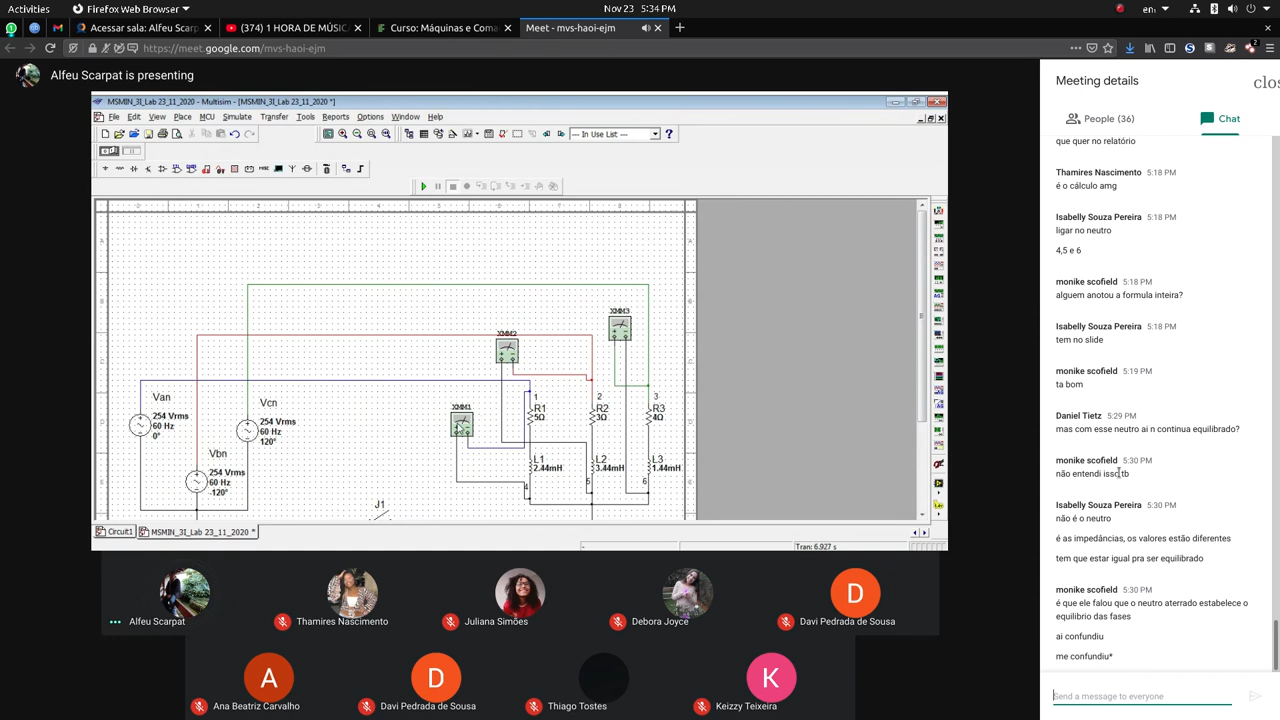 Activities
Firefox Web Browser
Nov 23 5:34 PM
en
Acessar sala: Alfeu Scarp
(374) 1 HORA DE MÚSIC
Curso: Máquinas e Coma
Meet - mvs-haoi-ejm
https://meet.google.com/mvs-haoi-ejm
Alfeu Scarpat is presenting
MSMIN_3I_Lab 23_11_2020 - Multisim - [MSMIN_3I_Lab 23_11_2020 *]
File Edit View Place MCU Simulate Transfer Tools Reports Options Window Help
--- In Use List ---
XMM3
XMM2
XMM1
Van
254 Vrms
60 Hz
0°
Vcn
254 Vrms
60 Hz
120°
Vbn
254 Vrms
60 Hz
-120°
1
R1
5Ω
2
R2
3Ω
3
R3
4Ω
L1
2.44mH
L2
3.44mH
L3
1.44mH
4
5
6
J1
Circuit1
MSMIN_3I_Lab 23_11_2020 *
Tran: 6.927 s
Alfeu Scarpat
Thamires Nascimento
Juliana Simões
Debora Joyce
D
Davi Pedrada de Sousa
A
Ana Beatriz Carvalho
D
Davi Pedrada de Sousa
Thiago Tostes
K
Keizzy Teixeira
Meeting details
clos
People (36)
Chat
que quer no relatório
Thamires Nascimento 5:18 PM
é o cálculo amg
Isabelly Souza Pereira 5:18 PM
ligar no neutro
4,5 e 6
monike scofield 5:18 PM
alguem anotou a formula inteira?
Isabelly Souza Pereira 5:18 PM
tem no slide
monike scofield 5:19 PM
ta bom
Daniel Tietz 5:29 PM
mas com esse neutro ai n continua equilibrado?
monike scofield 5:30 PM
não entendi isso tb
Isabelly Souza Pereira 5:30 PM
não é o neutro
é as impedâncias, os valores estão diferentes
tem que estar igual pra ser equilibrado
monike scofield 5:30 PM
é que ele falou que o neutro aterrado estabelece o
equilibrio das fases
ai confundiu
me confundiu*
Send a message to everyone